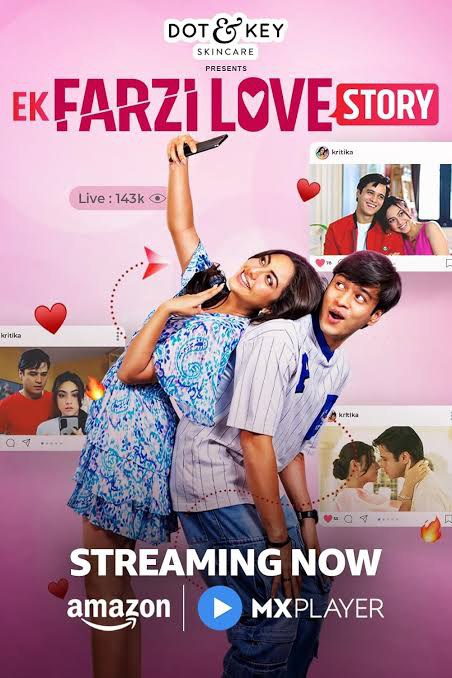 DOT & KEY
SKINCARE
PRESENTS
EK FARZI LOVE STORY
kritika
Live : 143k
kritika
kritika
STREAMING NOW
amazon | MXPLAYER